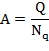 A = Q / N_q